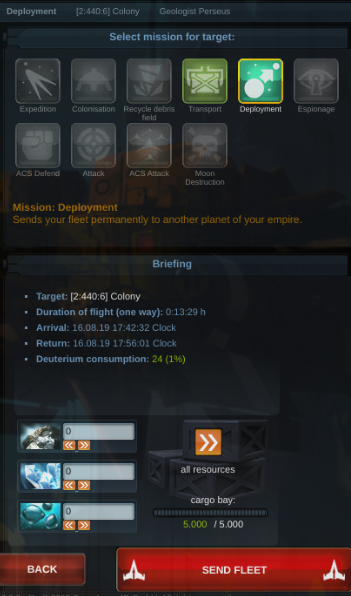 Deployment [2:440:6] Colony Geologist Perseus
Select mission for target:
Expedition Colonisation Recycle debris Transport Deployment Espionage
field
ACS Defend Attack ACS Attack Moon
Destruction
Mission: Deployment
Sends your fleet permanently to another planet of your empire.
Briefing
Target: [2:440:6] Colony
Duration of flight (one way): 0:13:29 h
Arrival: 16.08.19 17:42:32 Clock
Return: 16.08.19 17:56:01 Clock
Deuterium consumption: 24 (1%)
0
all resources
0
cargo bay:
0
5.000 / 5.000
BACK SEND FLEET